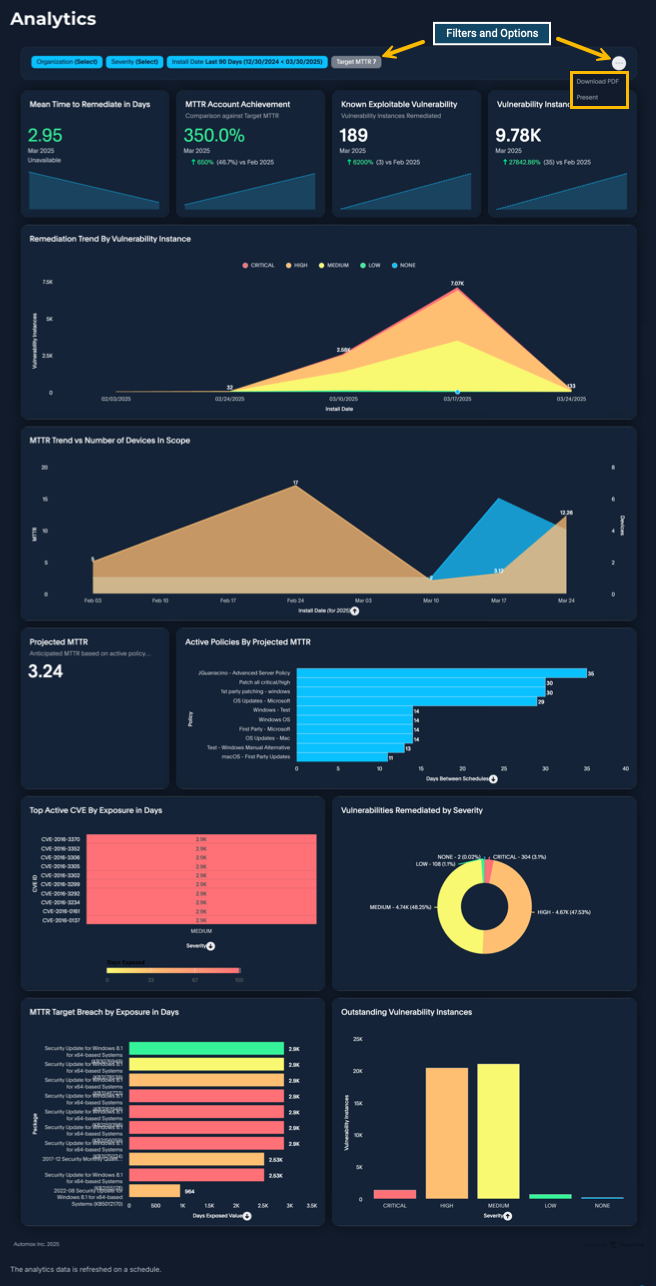 Analytics
Filters and Options
Organization (Select)
Severity (Select)
Install Date Last 90 Days (12/30/2024 < 03/30/2025)
Target MTTR 7
Download PDF
Present
Mean Time to Remediate in Days
2.95
Mar 2025
Unavailable
MTTR Account Achievement
Comparison against Target MTTR
350.0%
Mar 2025
↑ 650% (46.7%) vs Feb 2025
Known Exploitable Vulnerability
Vulnerability Instances Remediated
189
Mar 2025
↑ 6200% (3) vs Feb 2025
Vulnerability
9.78K
Mar 2025
↑ 27842.86% (35) vs Feb 2025
Remediation Trend By Vulnerability Instance
CRITICAL
HIGH
MEDIUM
LOW
NONE
7.5K
5K
2.5K
0
Vulnerability Instances
32
2.58K
7.07K
133
02/03/2025
02/24/2025
03/10/2025
03/17/2025
03/24/2025
Install Date
MTTR Trend vs Number of Devices In Scope
20
15
10
5
0
MTTR
8
6
4
2
0
Devices
5
17
3.12
12.26
Feb 03
Feb 10
Feb 17
Feb 24
Mar 03
Mar 10
Mar 17
Mar 24
Install Date (for 2025)
Projected MTTR
Anticipated MTTR based on active policy...
3.24
Active Policies By Projected MTTR
Policy
JGuarracino - Advanced Server Policy
35
Patch all critical/high
30
1st party patching - windows
30
OS Updates - Microsoft
29
Windows - Test
14
Windows OS
14
First Party - Microsoft
14
OS Updates - Mac
14
Test - Windows Manual Alternative
13
macOS - First Party Updates
11
0
5
10
15
20
25
30
35
40
Days Between Schedules
Top Active CVE By Exposure in Days
CVE ID
CVE-2016-3370
2.9K
CVE-2016-3352
2.9K
CVE-2016-3306
2.9K
CVE-2016-3305
2.9K
CVE-2016-3302
2.9K
CVE-2016-3299
2.9K
CVE-2016-3292
2.9K
CVE-2016-3234
2.9K
CVE-2016-0161
2.9K
CVE-2016-0137
2.9K
MEDIUM
Severity
Days Exposed
0
33
67
100
Vulnerabilities Remediated by Severity
NONE - 2 (0.02%)
CRITICAL - 304 (3.1%)
LOW - 108 (1.1%)
MEDIUM - 4.74K (48.25%)
HIGH - 4.67K (47.53%)
MTTR Target Breach by Exposure in Days
Package
Security Update for Windows 8.1
for x64-based Systems
2.9K
Security Update for Windows 8.1
for x64-based Systems
2.9K
Security Update for Windows 8.1
for x64-based Systems
2.9K
Security Update for Windows 8.1
for x64-based Systems
2.8K
Security Update for Windows 8.1
for x64-based Systems
2.8K
Security Update for Windows 8.1
for x64-based Systems
2.9K
Security Update for Windows 8.1
for x64-based Systems
2.9K
2017-12 Security Monthly
2.53K
Security Update for Windows 8.1
for x64-based Systems
2.53K
2022-08 Security Update for
Windows 8.1 for x64-based
Systems (KB5012170)
964
0
500
1K
1.5K
2K
2.5K
3K
3.5K
Days Exposed Value
Outstanding Vulnerability Instances
25K
20K
15K
10K
5K
0
Vulnerability Instances
CRITICAL
HIGH
MEDIUM
LOW
NONE
Severity
Automox Inc. 2025
The analytics data is refreshed on a schedule.